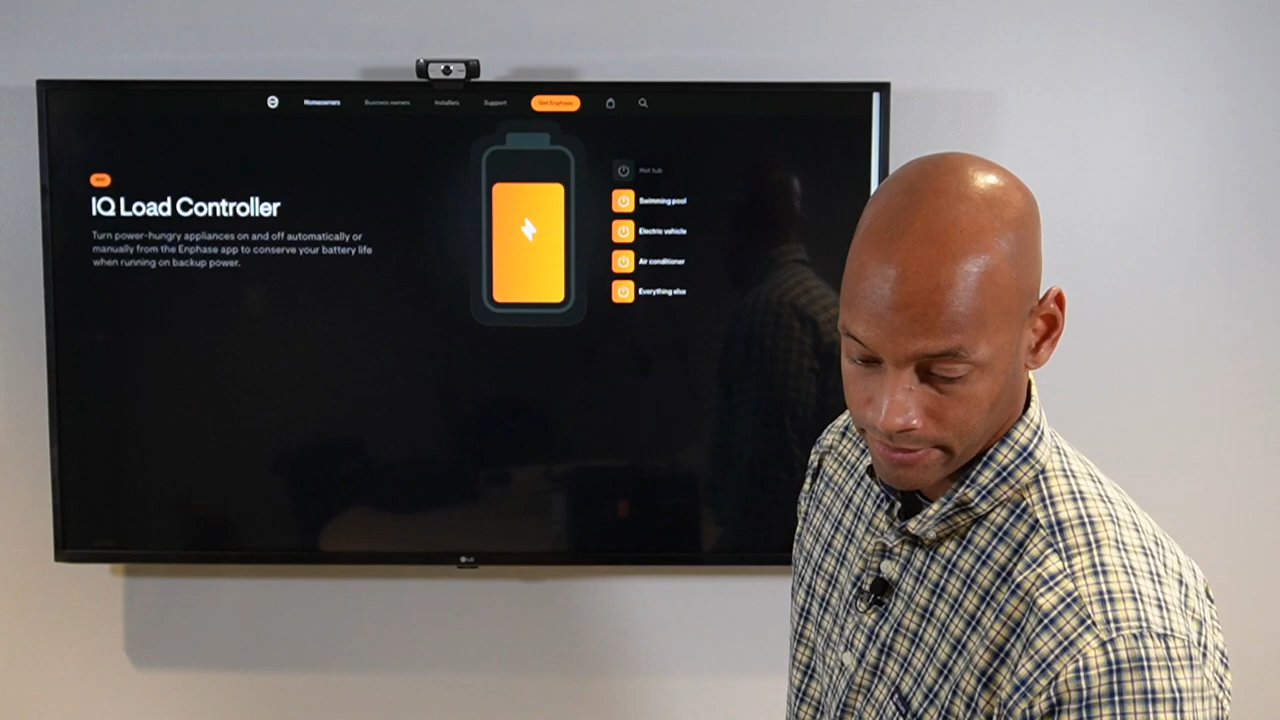 Homeowners Business owners Installers Support Get Enphase
NEW
IQ Load Controller
Turn power-hungry appliances on and off automatically or
manually from the Enphase app to conserve your battery life
when running on backup power.
Hot tub
Swimming pool
Electric vehicle
Air conditioner
Everything else
LG